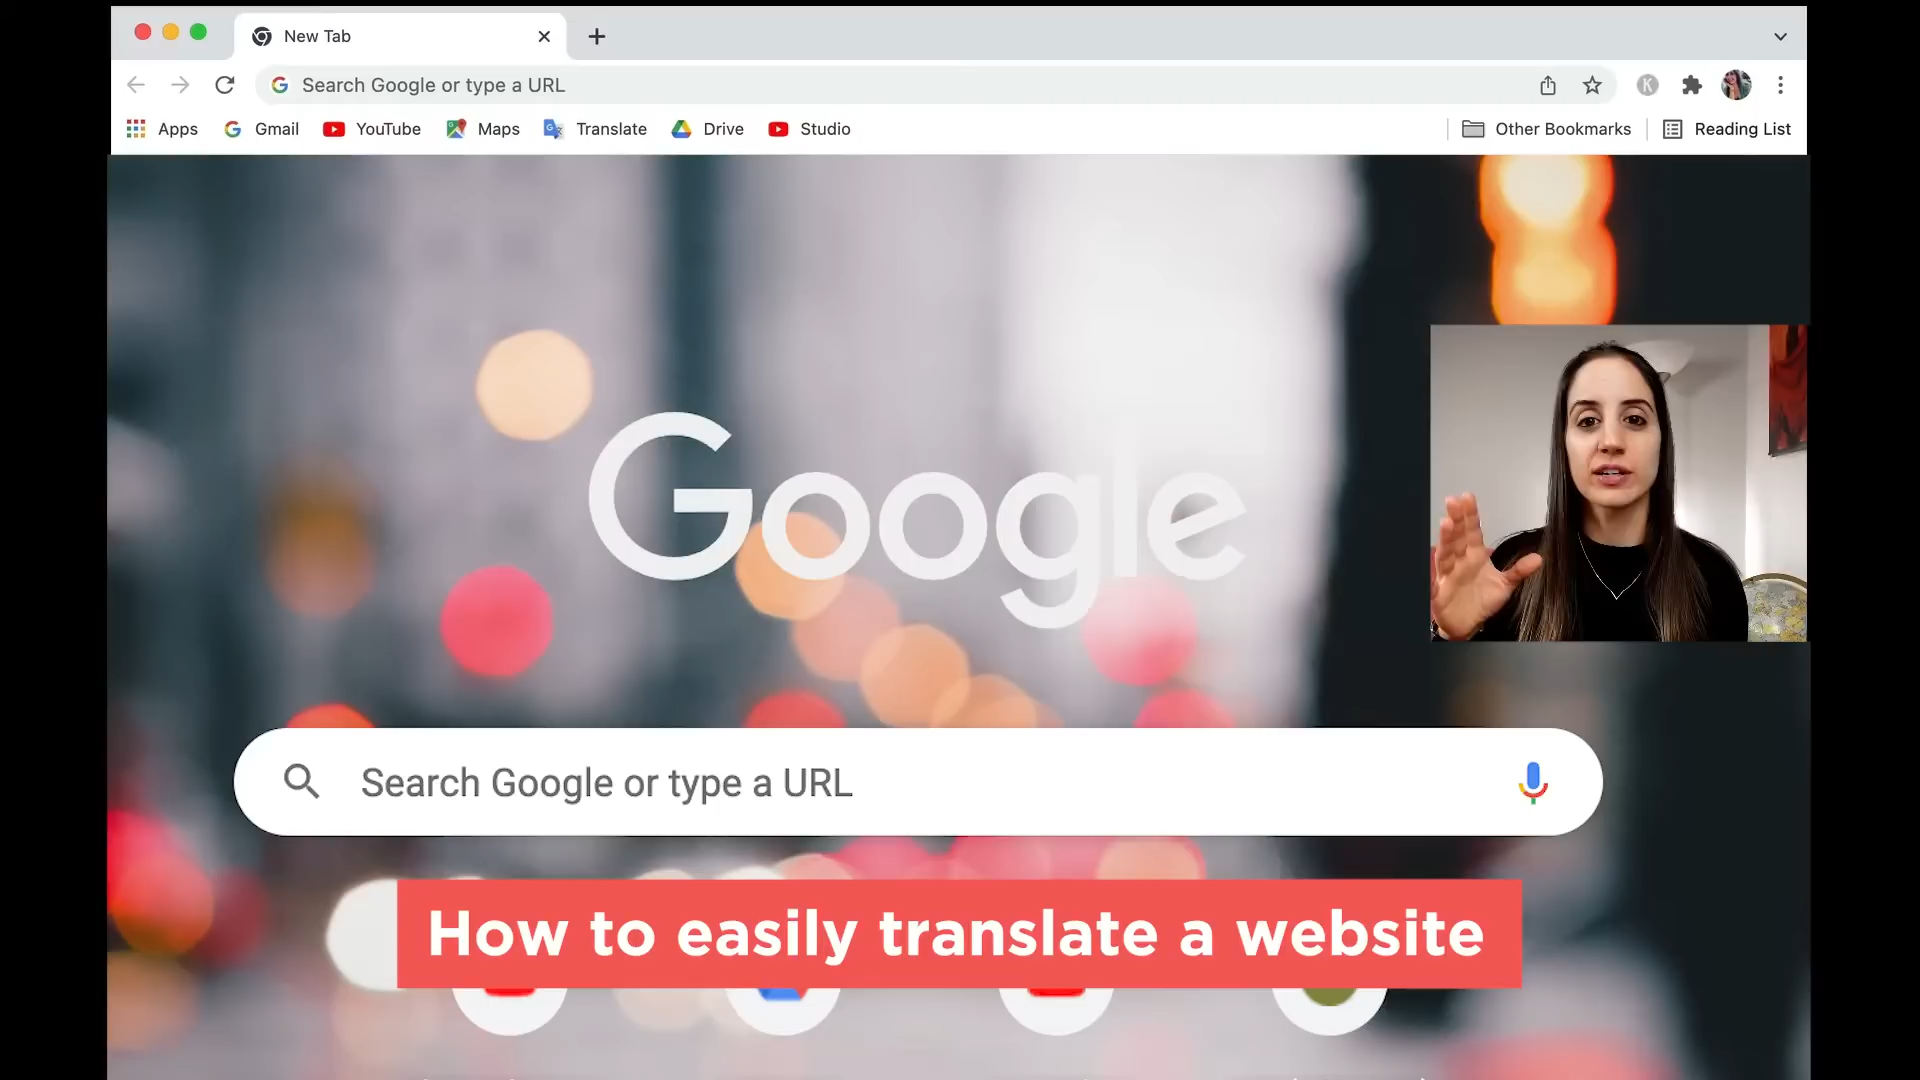 New Tab
Search Google or type a URL
Apps Gmail YouTube Maps Translate Drive Studio Other Bookmarks Reading List
Google
Search Google or type a URL
How to easily translate a website